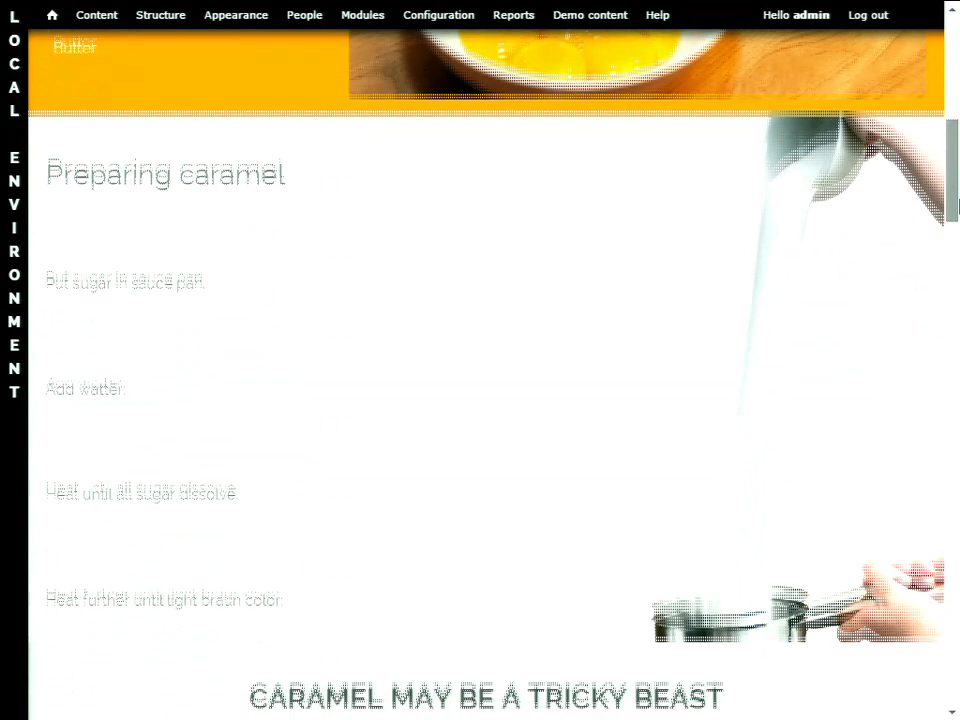 Content Structure Appearance People Modules Configuration Reports Demo content Help Hello admin Log out
LOCAL ENVIRONMENT
Butter
Preparing caramel
Put sugar in sauce pan.
Add watter.
Heat until all sugar dissolve.
Heat further until light braun color.
CARAMEL MAY BE A TRICKY BEAST